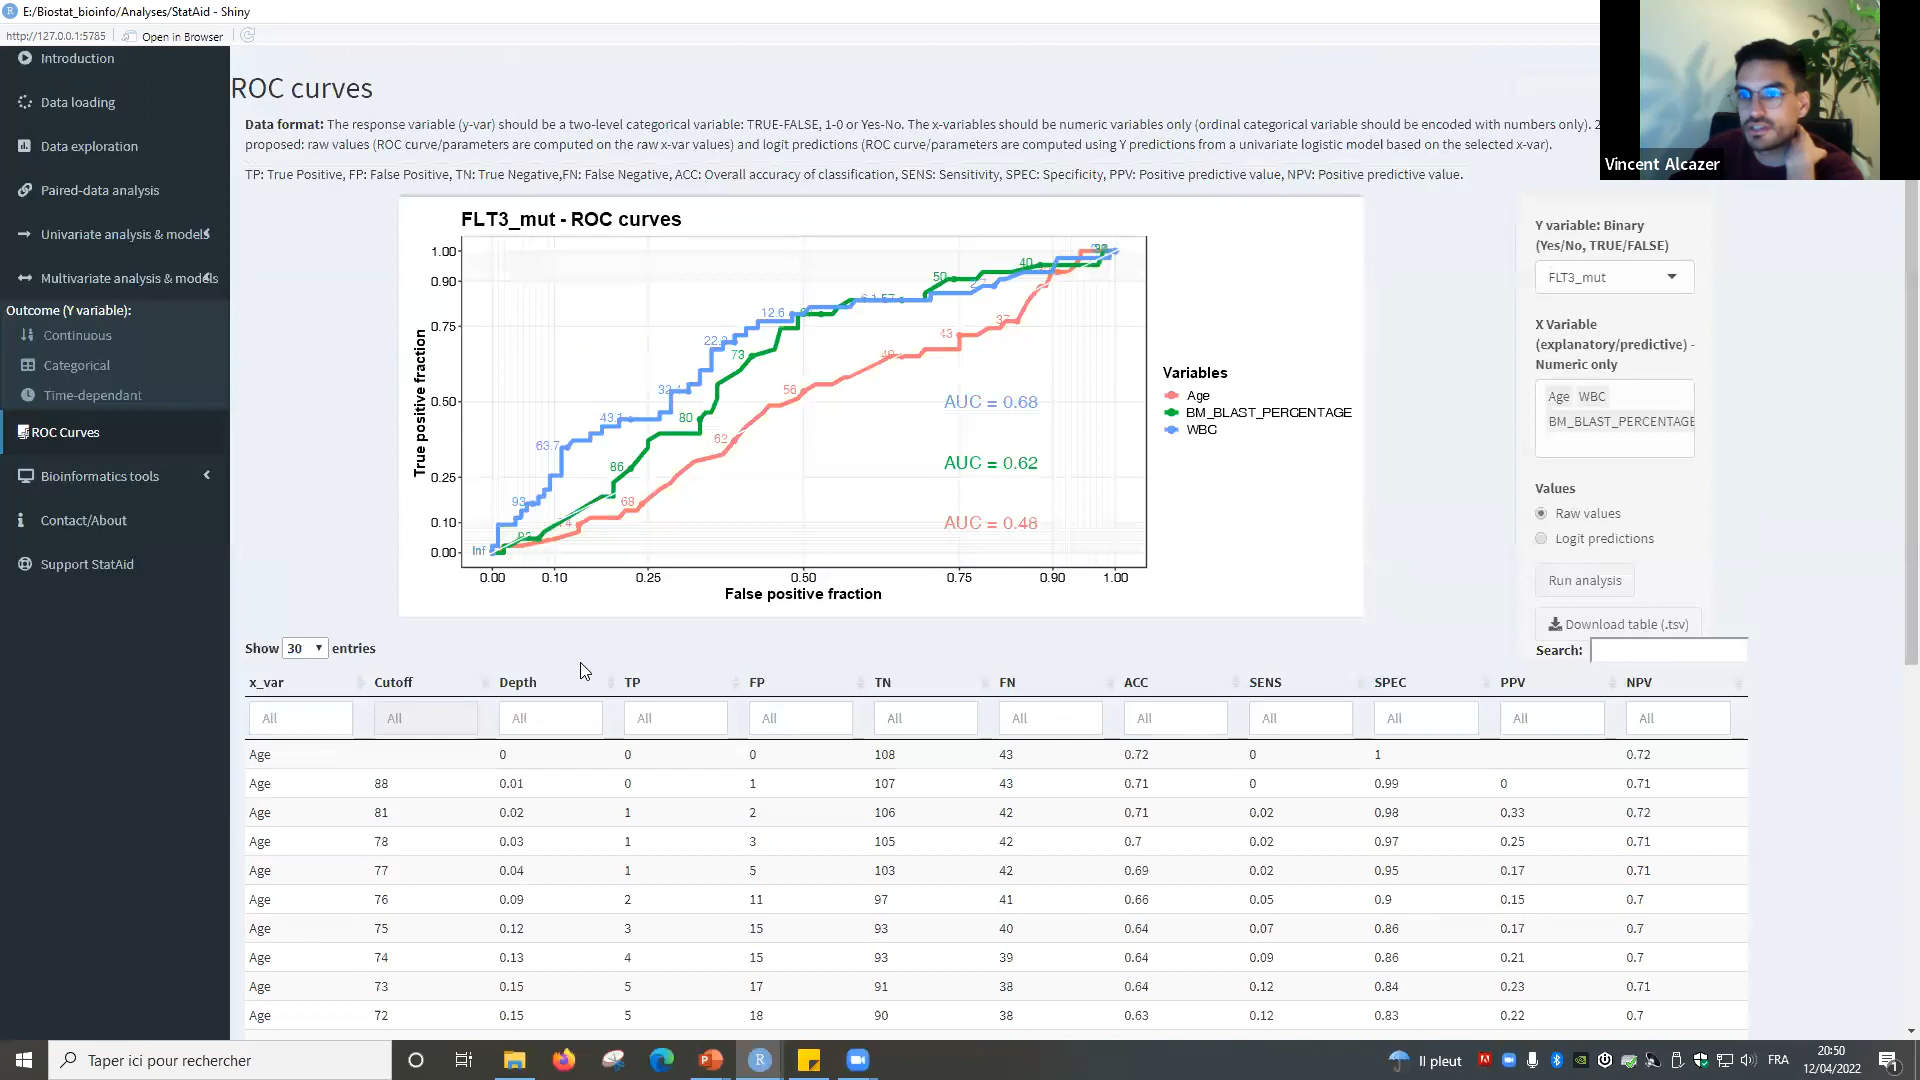 E:/Biostat_bioinfo/Analyses/StatAid - Shiny
http://127.0.0.1:5785 Open in Browser
Introduction
Data loading
Data exploration
Paired-data analysis
Univariate analysis & models
Multivariate analysis & models
Outcome (Y variable):
Continuous
Categorical
Time-dependant
ROC Curves
Bioinformatics tools
Contact/About
Support StatAid
ROC curves
Data format: The response variable (y-var) should be a two-level categorical variable: TRUE-FALSE, 1-0 or Yes-No. The x-variables should be numeric variables only (ordinal categorical variable should be encoded with numbers only). 2
proposed: raw values (ROC curve/parameters are computed on the raw x-var values) and logit predictions (ROC curve/parameters are computed using Y predictions from a univariate logistic model based on the selected x-var).
TP: True Positive, FP: False Positive, TN: True Negative,FN: False Negative, ACC: Overall accuracy of classification, SENS: Sensitivity, SPEC: Specificity, PPV: Positive predictive value, NPV: Positive predictive value.
Vincent Alcazer
FLT3_mut - ROC curves
True positive fraction
1.00
0.90
0.75
0.50
0.25
0.10
0.00
50 40
12.6
22.
73
43
37
49
56
43.1
80
62
63.7
86
93
68
Inf
AUC = 0.68
AUC = 0.62
AUC = 0.48
0.00 0.10 0.25 0.50 0.75 0.90 1.00
False positive fraction
Variables
Age
BM_BLAST_PERCENTAGE
WBC
Y variable: Binary
(Yes/No, TRUE/FALSE)
FLT3_mut
X Variable
(explanatory/predictive) -
Numeric only
Age WBC
BM_BLAST_PERCENTAGE
Values
Raw values
Logit predictions
Run analysis
Download table (.tsv)
Show 30 entries
Search:
x_var Cutoff Depth TP FP TN FN ACC SENS SPEC PPV NPV
All All All All All All All All All All All All
Age 0 0 0 108 43 0.72 0 1 0.72
Age 88 0.01 0 1 107 43 0.71 0 0.99 0 0.71
Age 81 0.02 1 2 106 42 0.71 0.02 0.98 0.33 0.72
Age 78 0.03 1 3 105 42 0.7 0.02 0.97 0.25 0.71
Age 77 0.04 1 5 103 42 0.69 0.02 0.95 0.17 0.71
Age 76 0.09 2 11 97 41 0.66 0.05 0.9 0.15 0.7
Age 75 0.12 3 15 93 40 0.64 0.07 0.86 0.17 0.7
Age 74 0.13 4 15 93 39 0.64 0.09 0.86 0.21 0.7
Age 73 0.15 5 17 91 38 0.64 0.12 0.84 0.23 0.71
Age 72 0.15 5 18 90 38 0.63 0.12 0.83 0.22 0.7
Taper ici pour rechercher
Il pleut
FRA
20:50
12/04/2022